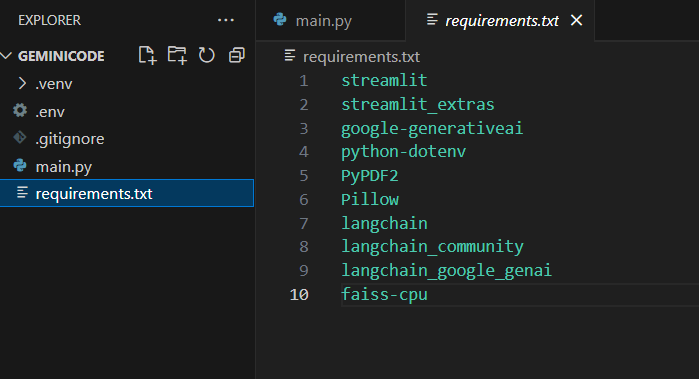 EXPLORER
GEMINICODE
.venv
.env
.gitignore
main.py
requirements.txt
main.py
requirements.txt
requirements.txt
1 streamlit
2 streamlit_extras
3 google-generativeai
4 python-dotenv
5 PyPDF2
6 Pillow
7 langchain
8 langchain_community
9 langchain_google_genai
10 faiss-cpu